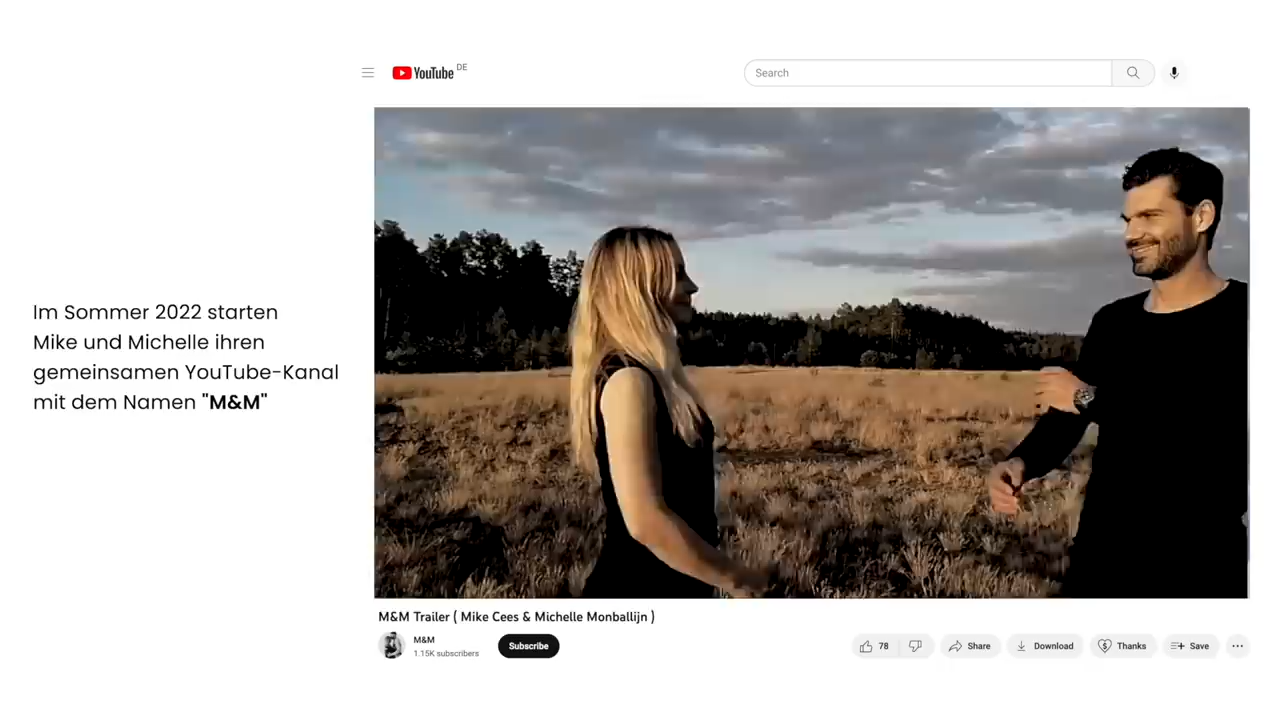 YouTube DE
Search
Im Sommer 2022 starten
Mike und Michelle ihren
gemeinsamen YouTube-Kanal
mit dem Namen "M&M"
M&M Trailer ( Mike Cees & Michelle Monballijn )
M&M
1.15K subscribers
Subscribe
78
Share
Download
Thanks
Save